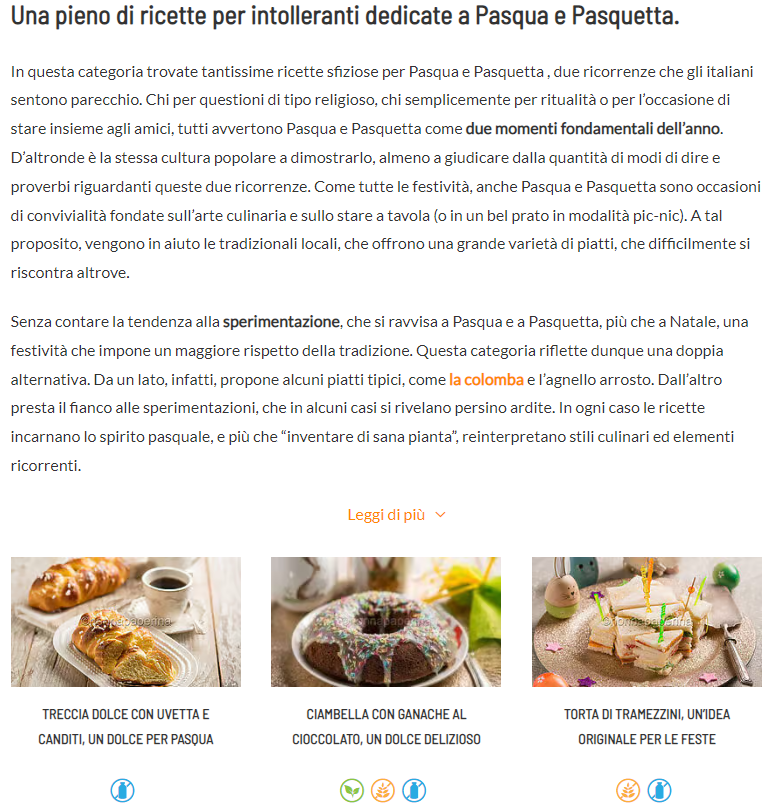 Una pieno di ricette per intolleranti dedicate a Pasqua e Pasquetta.
In questa categoria trovate tantissime ricette sfiziose per Pasqua e Pasquetta , due ricorrenze che gli italiani
sentono parecchio. Chi per questioni di tipo religioso, chi semplicemente per ritualità o per l’occasione di
stare insieme agli amici, tutti avvertono Pasqua e Pasquetta come due momenti fondamentali dell’anno.
D’altronde è la stessa cultura popolare a dimostrarlo, almeno a giudicare dalla quantità di modi di dire e
proverbi riguardanti queste due ricorrenze. Come tutte le festività, anche Pasqua e Pasquetta sono occasioni
di convivialità fondate sull’arte culinaria e sullo stare a tavola (o in un bel prato in modalità pic-nic). A tal
proposito, vengono in aiuto le tradizionali locali, che offrono una grande varietà di piatti, che difficilmente si
riscontra altrove.
Senza contare la tendenza alla sperimentazione, che si ravvisa a Pasqua e a Pasquetta, più che a Natale, una
festività che impone un maggiore rispetto della tradizione. Questa categoria riflette dunque una doppia
alternativa. Da un lato, infatti, propone alcuni piatti tipici, come la colomba e l’agnello arrosto. Dall’altro
presta il fianco alle sperimentazioni, che in alcuni casi si rivelano persino ardite. In ogni caso le ricette
incarnano lo spirito pasquale, e più che “inventare di sana pianta”, reinterpretano stili culinari ed elementi
ricorrenti.
Leggi di più
TRECCIA DOLCE CON UVETTA E
CANDITI, UN DOLCE PER PASQUA
CIAMBELLA CON GANACHE AL
CIOCCOLATO, UN DOLCE DELIZIOSO
TORTA DI TRAMEZZINI, UN’IDEA
ORIGINALE PER LE FESTE